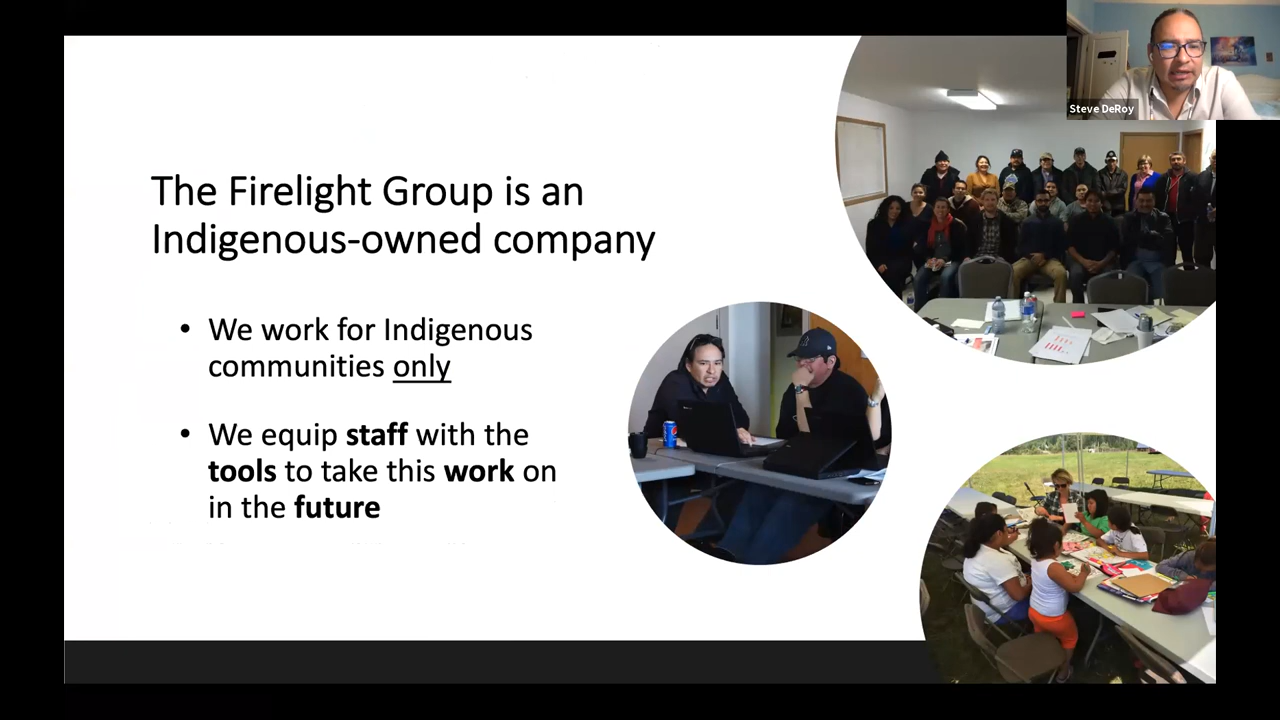 Steve DeRoy
The Firelight Group is an
Indigenous-owned company
• We work for Indigenous
communities only
• We equip staff with the
tools to take this work on
in the future